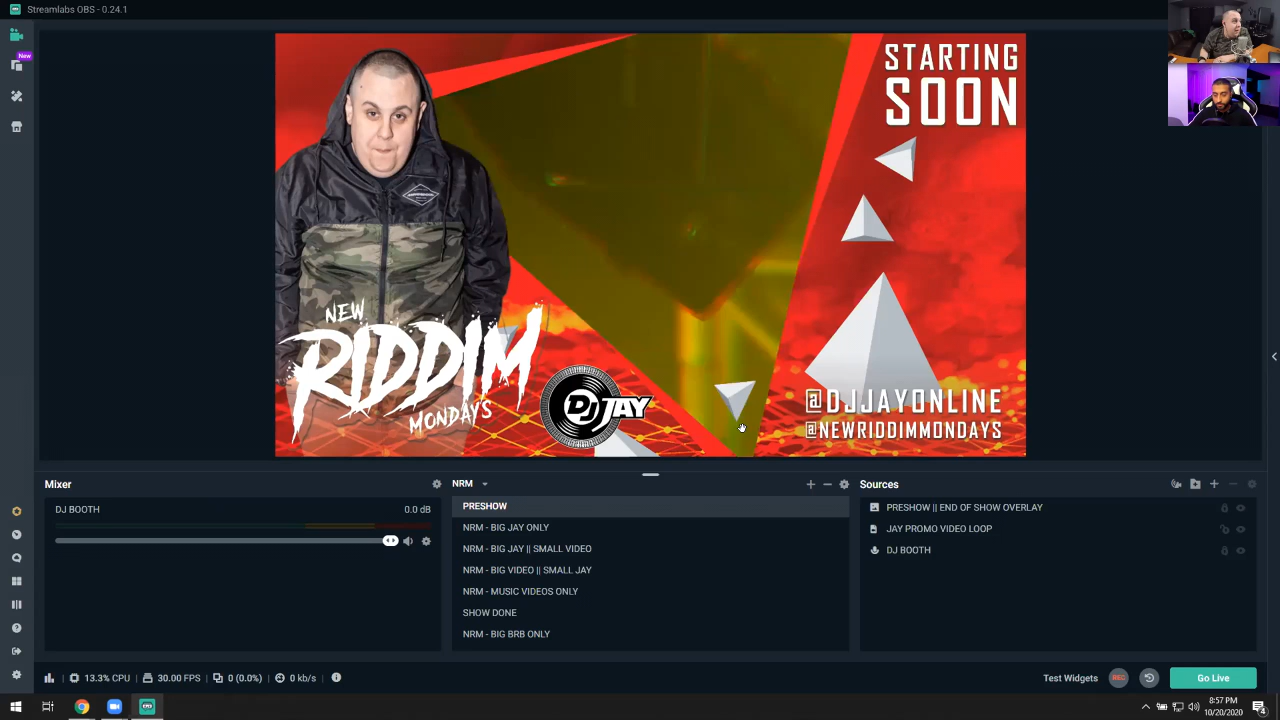 Streamlabs OBS - 0.24.1
New
STARTING
SOON
NEW
RIDDIM
MONDAYS
DJ JAY
@DJJAYONLINE
@NEWRIDDIMMONDAYS
Mixer
DJ BOOTH
0.0 dB
NRM
PRESHOW
NRM - BIG JAY ONLY
NRM - BIG JAY || SMALL VIDEO
NRM - BIG VIDEO || SMALL JAY
NRM - MUSIC VIDEOS ONLY
SHOW DONE
NRM - BIG BRB ONLY
Sources
PRESHOW || END OF SHOW OVERLAY
JAY PROMO VIDEO LOOP
DJ BOOTH
13.3% CPU
30.00 FPS
0 (0.0%)
0 kb/s
Test Widgets
REC
Go Live
8:57 PM
10/20/2020
4